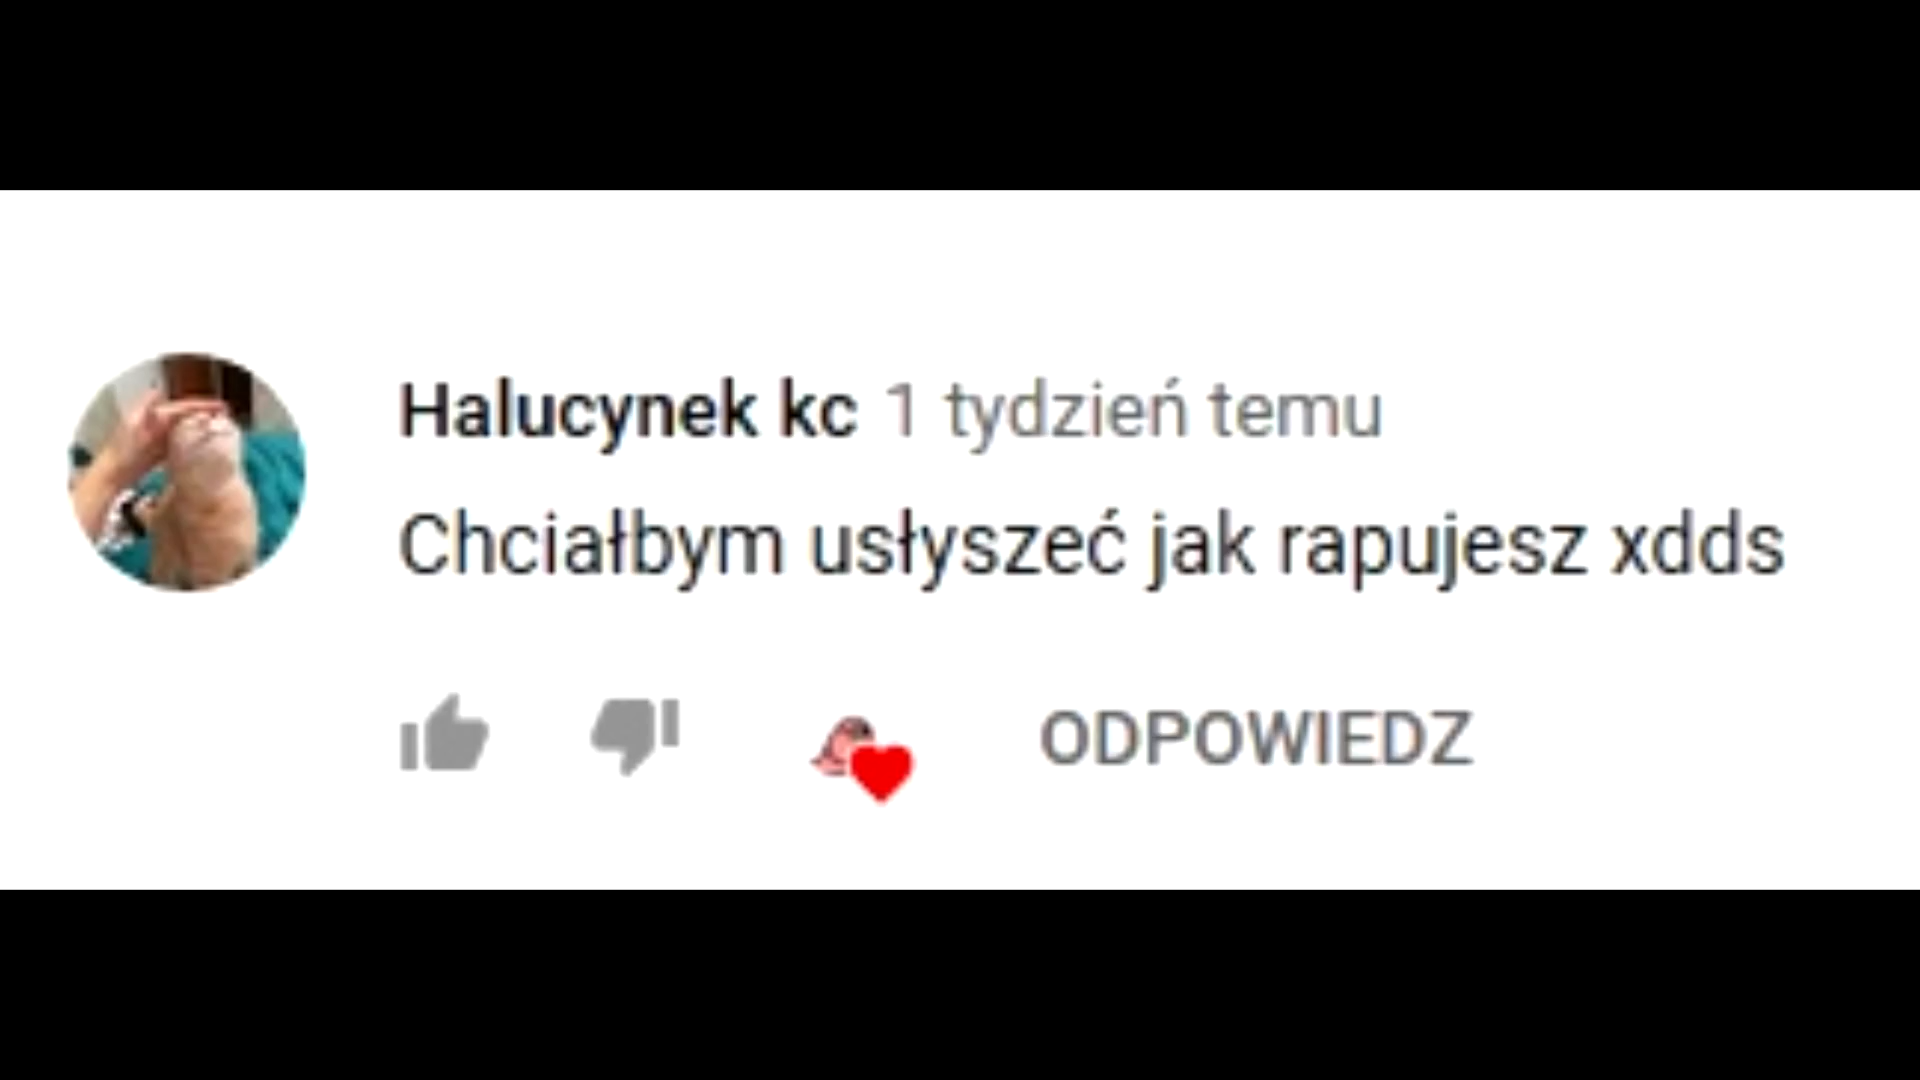 Halucynek kc 1 tydzień temu
Chciałbym usłyszeć jak rapujesz xdds
ODPOWIEDZ